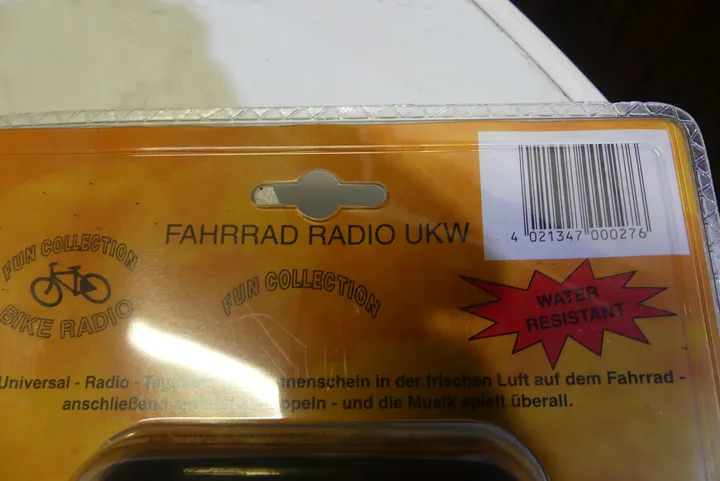 4 021347 000276
FAHRRAD RADIO UKW
FUN COLLECTION
BIKE RADIO
FUN COLLECTION
WATER
RESISTANT
Universal - Radio - in der frischen Luft auf dem Fahrrad -
anschließend - und die Musik spielt überall.